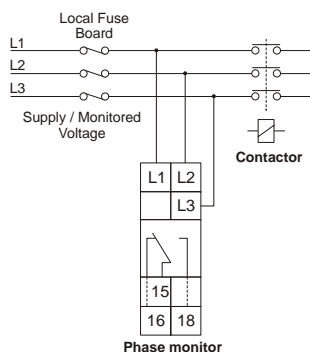 Local Fuse
Board
L1
L2
L3
Supply / Monitored
Voltage
Contactor
L1 L2
L3
15
16 18
Phase monitor